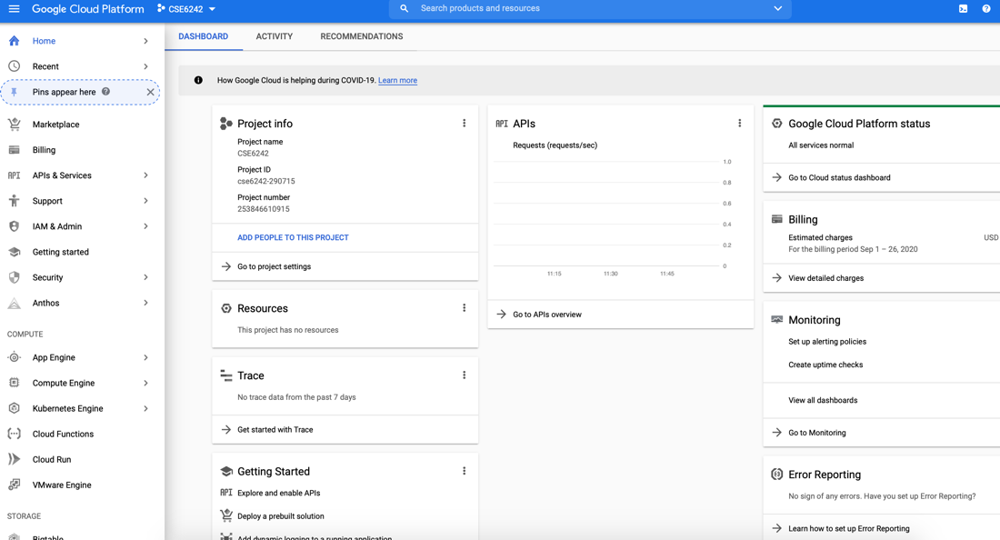 Google Cloud Platform
CSE6242
Search products and resources
Home
Recent
Pins appear here
Marketplace
Billing
API APIs & Services
Support
IAM & Admin
Getting started
Security
Anthos
COMPUTE
App Engine
Compute Engine
Kubernetes Engine
Cloud Functions
Cloud Run
VMware Engine
STORAGE
Bigtable
DASHBOARD
ACTIVITY
RECOMMENDATIONS
How Google Cloud is helping during COVID-19. Learn more
Project info
Project name
CSE6242
Project ID
cse6242-290715
Project number
253846610915
ADD PEOPLE TO THIS PROJECT
Go to project settings
Resources
This project has no resources
Trace
No trace data from the past 7 days
Get started with Trace
Getting Started
API Explore and enable APIs
Deploy a prebuilt solution
Add dynamic logging to a running application
API APIs
Requests (requests/sec)
1.0
0.8
0.6
0.4
0.2
0
11:15
11:30
11:45
Go to APIs overview
Google Cloud Platform status
All services normal
Go to Cloud status dashboard
Billing
Estimated charges
USD
For the billing period Sep 1 – 26, 2020
View detailed charges
Monitoring
Set up alerting policies
Create uptime checks
View all dashboards
Go to Monitoring
Error Reporting
No sign of any errors. Have you set up Error Reporting?
Learn how to set up Error Reporting